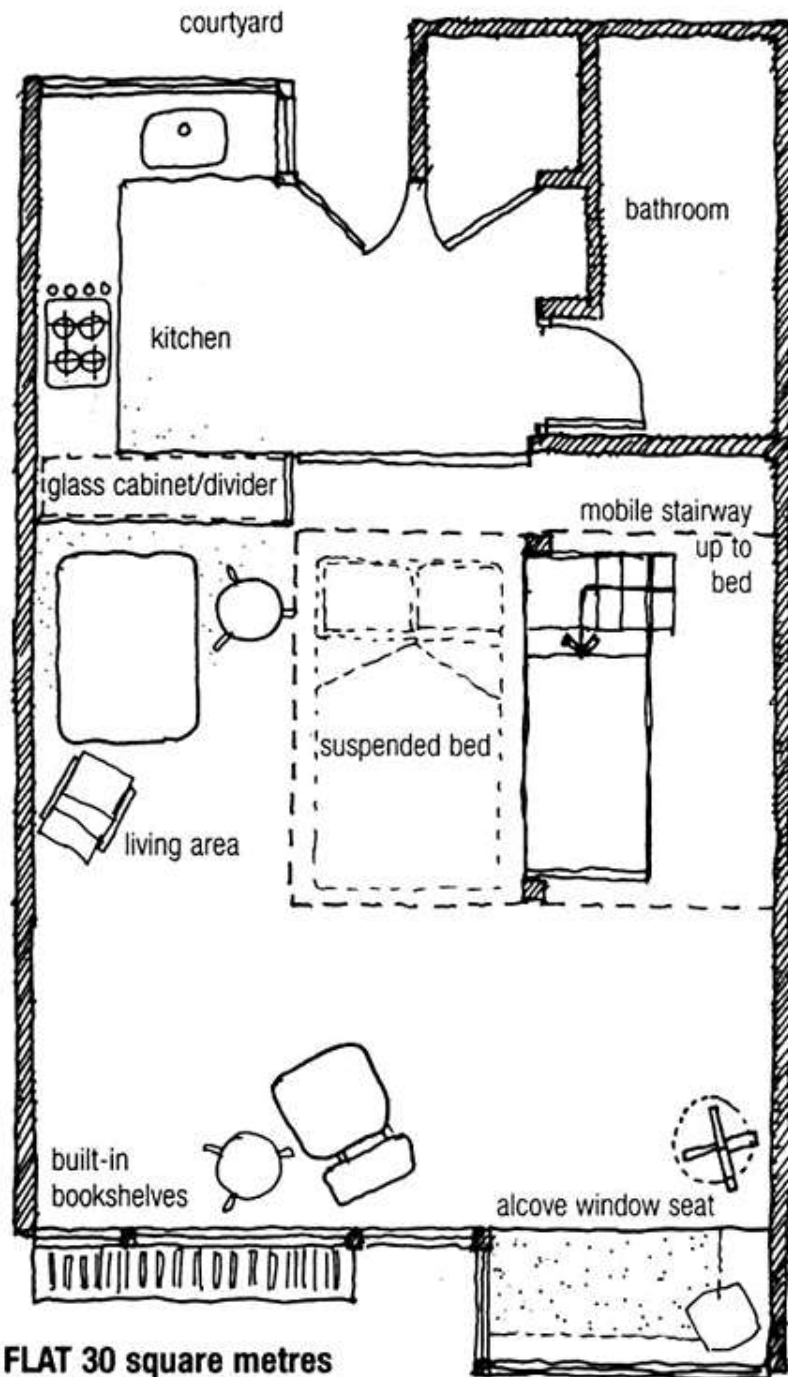 courtyard
bathroom
kitchen
glass cabinet/divider
mobile stairway
up to
bed
suspended bed
living area
built-in
bookshelves
alcove window seat
FLAT 30 square metres